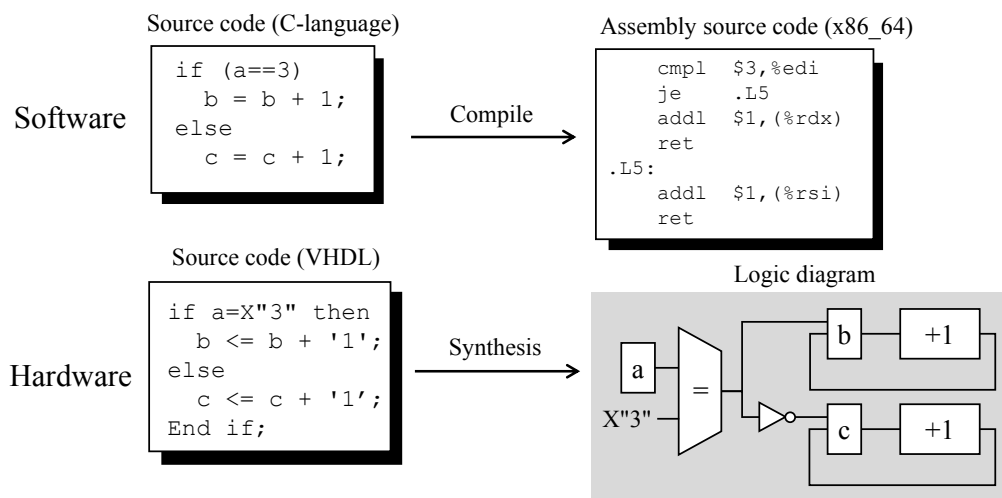 Source code (C-language)
if (a==3)
  b = b + 1;
else
  c = c + 1;
Software
Compile
Assembly source code (x86_64)
cmpl $3,%edi
je .L5
addl $1,(%rdx)
ret
.L5:
addl $1,(%rsi)
ret
Source code (VHDL)
if a=X"3" then
  b <= b + '1';
else
  c <= c + '1’;
End if;
Hardware
Synthesis
Logic diagram
a
X"3"
=
b
+1
c
+1